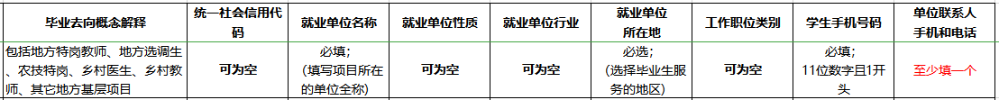 毕业去向概念解释
统一社会信用代
码
就业单位名称
就业单位性质
就业单位行业
就业单位
所在地
工作职位类别
学生手机号码
单位联系人
手机和电话
包括地方特岗教师、地方选调生
、农技特岗、乡村医生、乡村教
师、其它地方基层项目
可为空
必填；
（填写项目所在
的单位全称）
可为空
可为空
必选；
（选择毕业生服
务的地区）
可为空
必填；
11位数字且1开
头
至少填一个